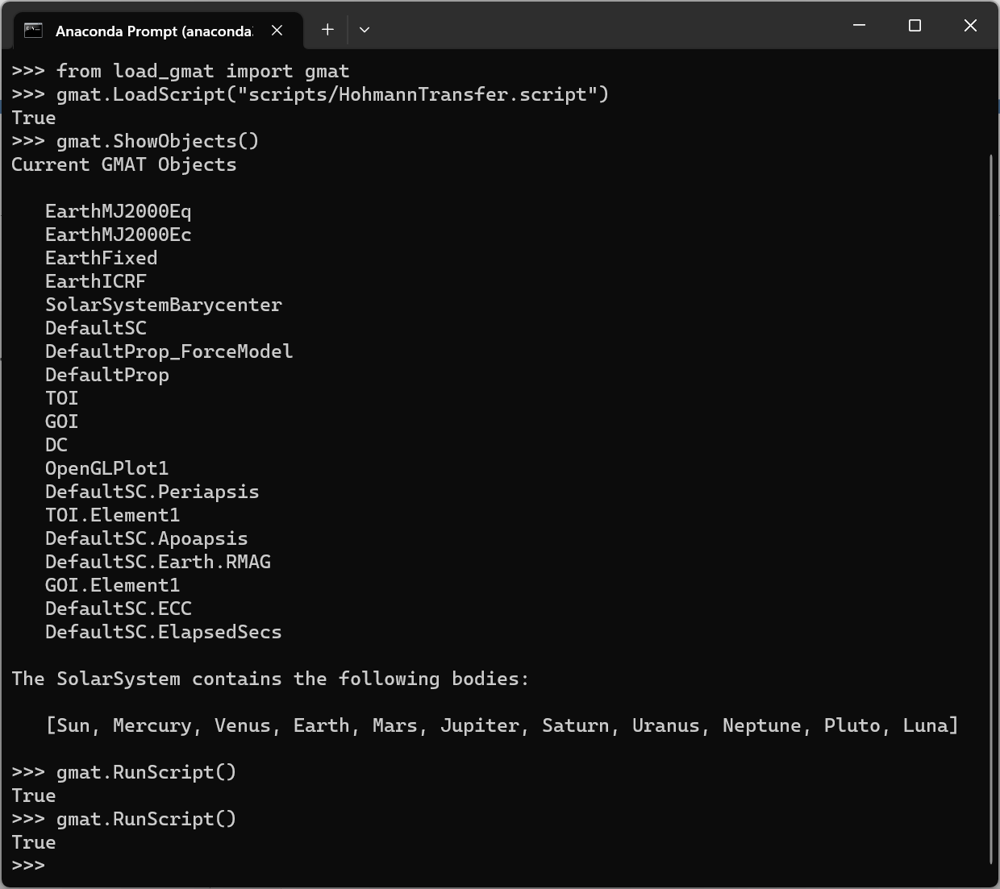 Anaconda Prompt (anaconda
>>> from load_gmat import gmat
>>> gmat.LoadScript("scripts/HohmannTransfer.script")
True
>>> gmat.ShowObjects()
Current GMAT Objects
EarthMJ2000Eq
EarthMJ2000Ec
EarthFixed
EarthICRF
SolarSystemBarycenter
DefaultSC
DefaultProp_ForceModel
DefaultProp
TOI
GOI
DC
OpenGLPlot1
DefaultSC.Periapsis
TOI.Element1
DefaultSC.Apoapsis
DefaultSC.Earth.RMAG
GOI.Element1
DefaultSC.ECC
DefaultSC.ElapsedSecs
The SolarSystem contains the following bodies:
[Sun, Mercury, Venus, Earth, Mars, Jupiter, Saturn, Uranus, Neptune, Pluto, Luna]
>>> gmat.RunScript()
True
>>> gmat.RunScript()
True
>>>